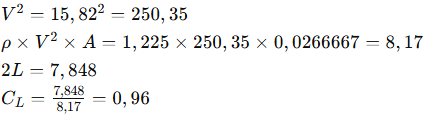 V² = 15,82² = 250,35
ρ × V² × A = 1,225 × 250,35 × 0,0266667 = 8,17
2L = 7,848
C_L = 7,848/8,17 = 0,96